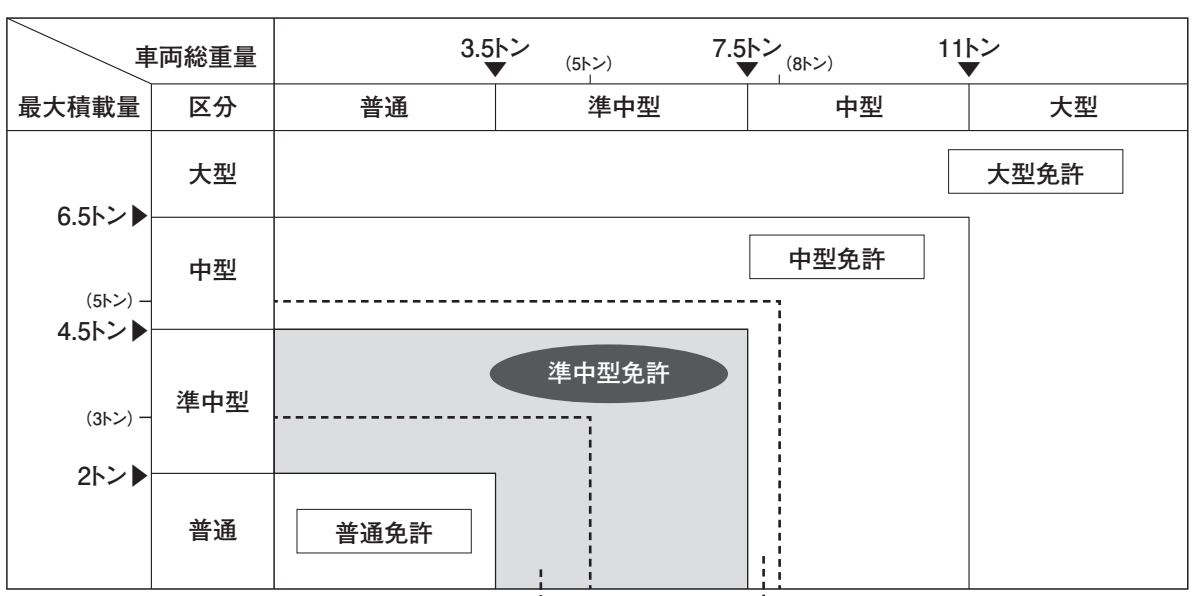 車両総重量
3.5トン
(5トン)
7.5トン
(8トン)
11トン
最大積載量
区分
普通
準中型
中型
大型
大型
大型免許
6.5トン
中型
中型免許
(5トン)
4.5トン
準中型免許
準中型
(3トン)
2トン
普通
普通免許